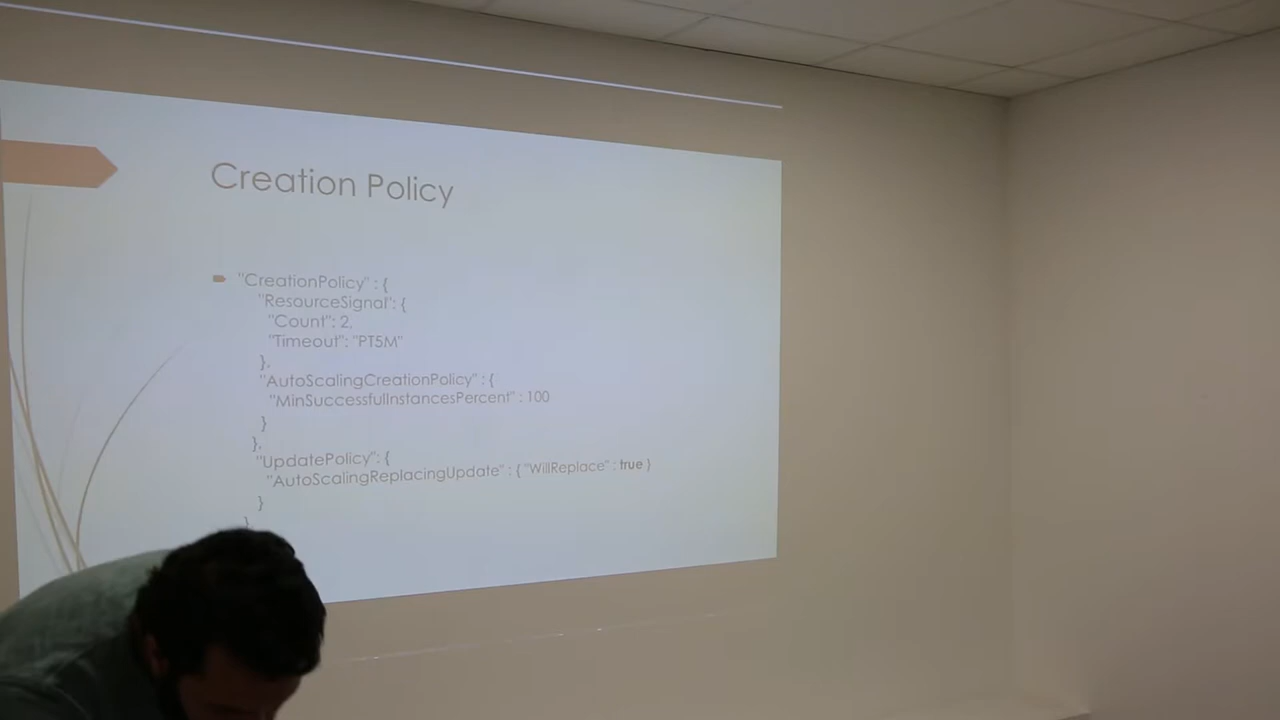 Creation Policy
"CreationPolicy" : {
"ResourceSignal": {
"Count": 2,
"Timeout": "PT5M"
},
"AutoScalingCreationPolicy" : {
"MinSuccessfulInstancesPercent" : 100
}
},
"UpdatePolicy": {
"AutoScalingReplacingUpdate" : { "WillReplace" : true }
}
}